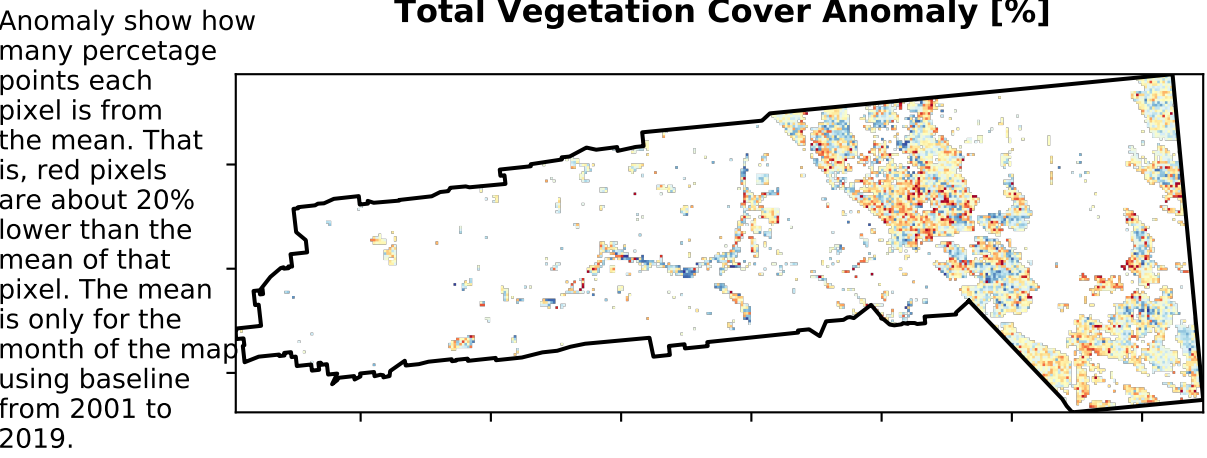 Total Vegetation Cover Anomaly [%]
Anomaly show how
many percetage
points each
pixel is from
the mean. That
is, red pixels
are about 20%
lower than the
mean of that
pixel. The mean
is only for the
month of the map
using baseline
from 2001 to
2019.